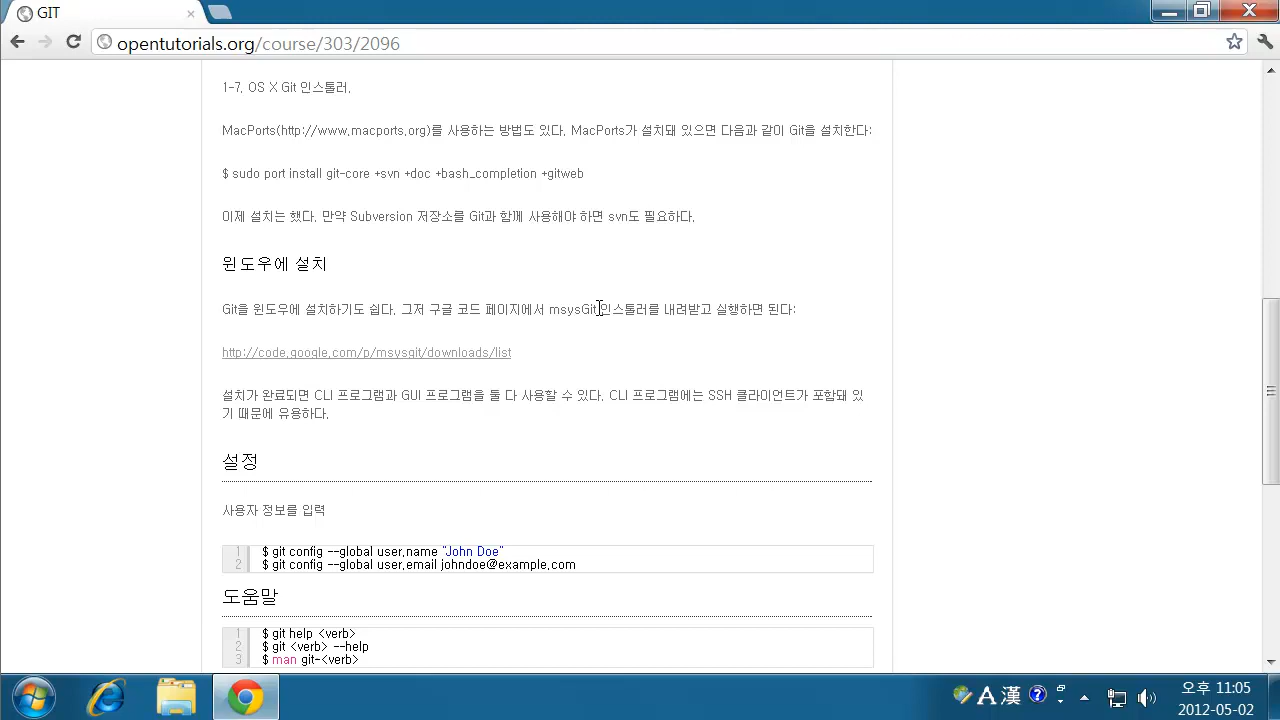 GIT
opentutorials.org/course/303/2096
1-7. OS X Git 인스톨러.
MacPorts(http://www.macports.org)를 사용하는 방법도 있다. MacPorts가 설치돼 있으면 다음과 같이 Git을 설치한다:
$ sudo port install git-core +svn +doc +bash_completion +gitweb
이제 설치는 했다. 만약 Subversion 저장소를 Git과 함께 사용해야 하면 svn도 필요하다.
윈도우에 설치
Git을 윈도우에 설치하기도 쉽다. 그저 구글 코드 페이지에서 msysGit 인스톨러를 내려받고 실행하면 된다:
http://code.google.com/p/msysgit/downloads/list
설치가 완료되면 CLI 프로그램과 GUI 프로그램을 둘 다 사용할 수 있다. CLI 프로그램에는 SSH 클라이언트가 포함돼 있
기 때문에 유용하다.
설정
사용자 정보를 입력
1 $ git config --global user.name "John Doe"
2 $ git config --global user.email johndoe@example.com
도움말
1 $ git help <verb>
2 $ git <verb> --help
3 $ man git-<verb>
A 漢
오후 11:05
2012-05-02